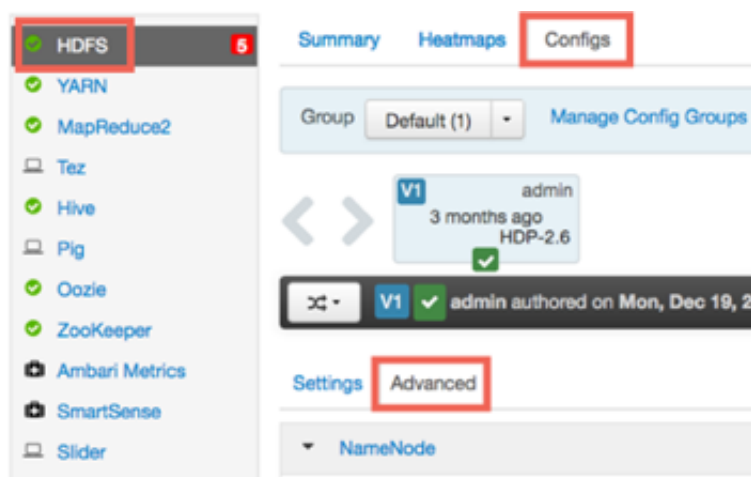 HDFS 5
YARN
MapReduce2
Tez
Hive
Pig
Oozie
ZooKeeper
Ambari Metrics
SmartSense
Slider
Summary Heatmaps Configs
Group Default (1) Manage Config Groups
V1 admin
3 months ago
HDP-2.6
V1 admin authored on Mon, Dec 19, 2
Settings Advanced
NameNode